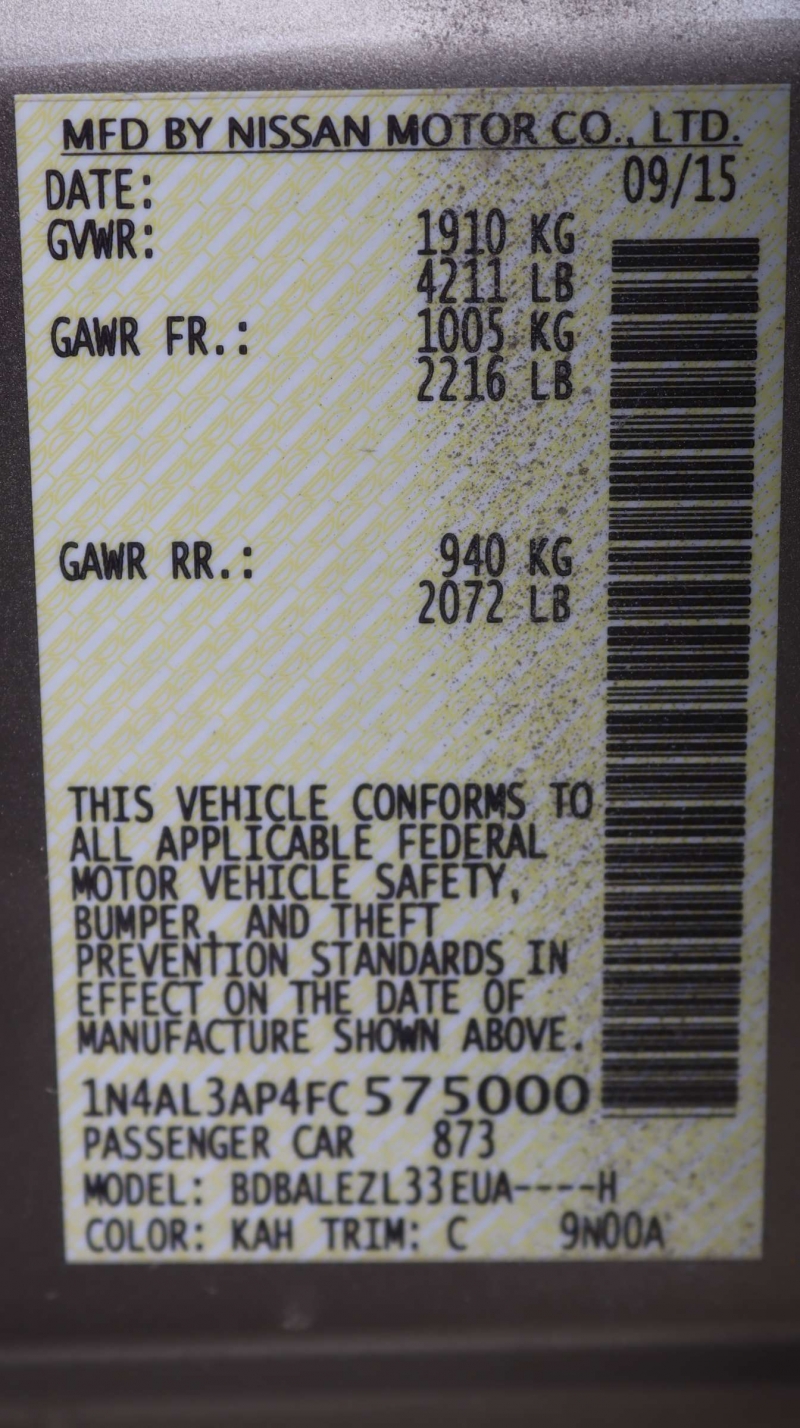 MFD BY NISSAN MOTOR CO., LTD.
DATE: 09/15
GVWR: 1910 KG
4211 LB
GAWR FR.: 1005 KG
2216 LB
GAWR RR.: 940 KG
2072 LB
THIS VEHICLE CONFORMS TO
ALL APPLICABLE FEDERAL
MOTOR VEHICLE SAFETY,
BUMPER, AND THEFT
PREVENTION STANDARDS IN
EFFECT ON THE DATE OF
MANUFACTURE SHOWN ABOVE.
1N4AL3AP4FC575000
PASSENGER CAR 873
MODEL: BDBALEZL33EUA----H
COLOR: KAH TRIM: C 9N00A